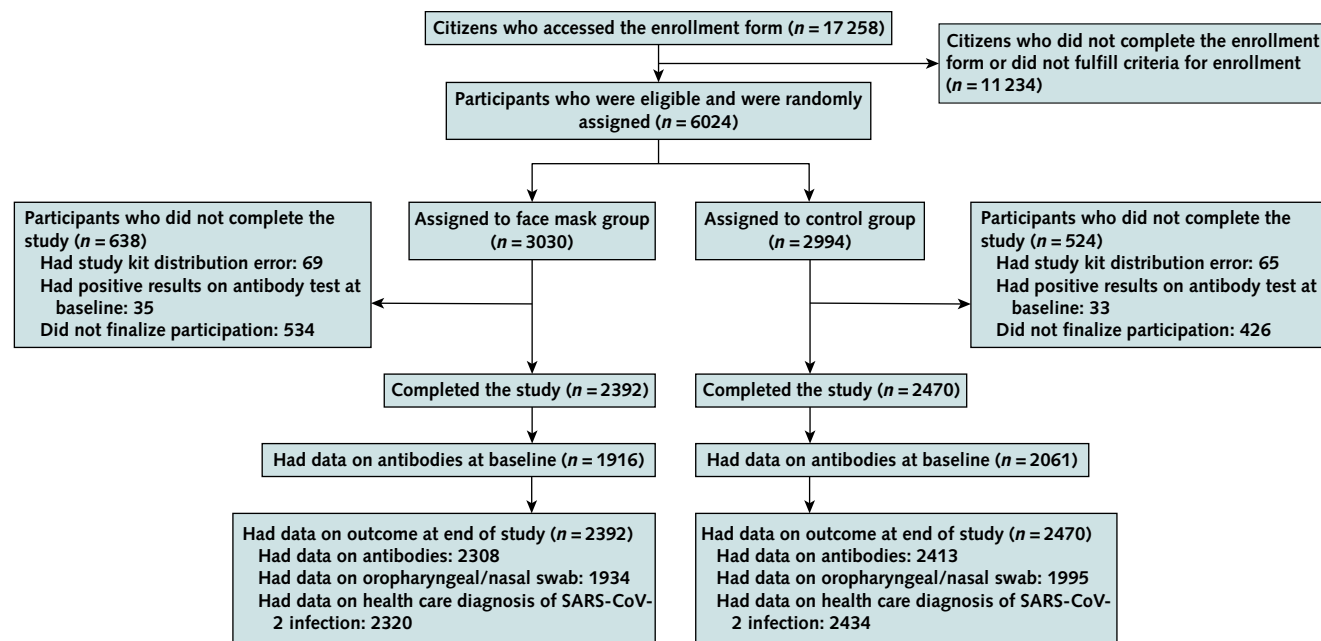 Citizens who accessed the enrollment form (n = 17 258)
Citizens who did not complete the enrollment
form or did not fulfill criteria for enrollment
(n = 11 234)
Participants who were eligible and were randomly
assigned (n = 6024)
Participants who did not complete the
study (n = 638)
Had study kit distribution error: 69
Had positive results on antibody test at
baseline: 35
Did not finalize participation: 534
Assigned to face mask group
(n = 3030)
Assigned to control group
(n = 2994)
Participants who did not complete the
study (n = 524)
Had study kit distribution error: 65
Had positive results on antibody test at
baseline: 33
Did not finalize participation: 426
Completed the study (n = 2392)
Completed the study (n = 2470)
Had data on antibodies at baseline (n = 1916)
Had data on antibodies at baseline (n = 2061)
Had data on outcome at end of study (n = 2392)
Had data on antibodies: 2308
Had data on oropharyngeal/nasal swab: 1934
Had data on health care diagnosis of SARS-CoV-
2 infection: 2320
Had data on outcome at end of study (n = 2470)
Had data on antibodies: 2413
Had data on oropharyngeal/nasal swab: 1995
Had data on health care diagnosis of SARS-CoV-
2 infection: 2434